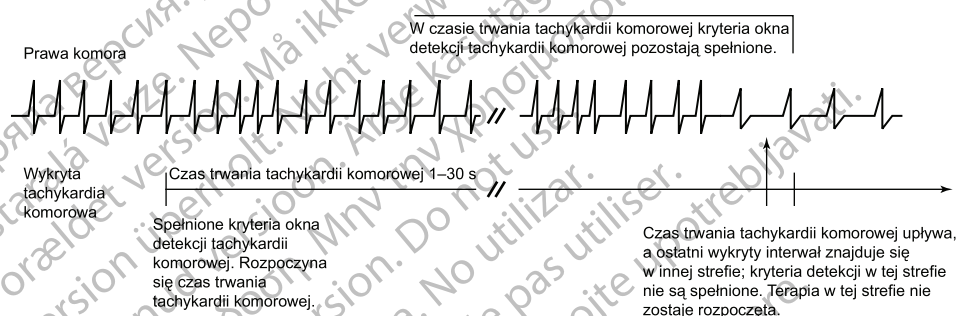 W czasie trwania tachykardii komorowej kryteria okna
detekcji tachykardii komorowej pozostają spełnione.
Prawa komora
Wykryta
tachykardia
komorowa
Czas trwania tachykardii komorowej 1–30 s
Spełnione kryteria okna
detekcji tachykardii
komorowej. Rozpoczyna
się czas trwania
tachykardii komorowej.
Czas trwania tachykardii komorowej upływa,
a ostatni wykryty interwał znajduje się
w innej strefie; kryteria detekcji w tej strefie
nie są spełnione. Terapia w tej strefie nie
zostaje rozpoczęta.